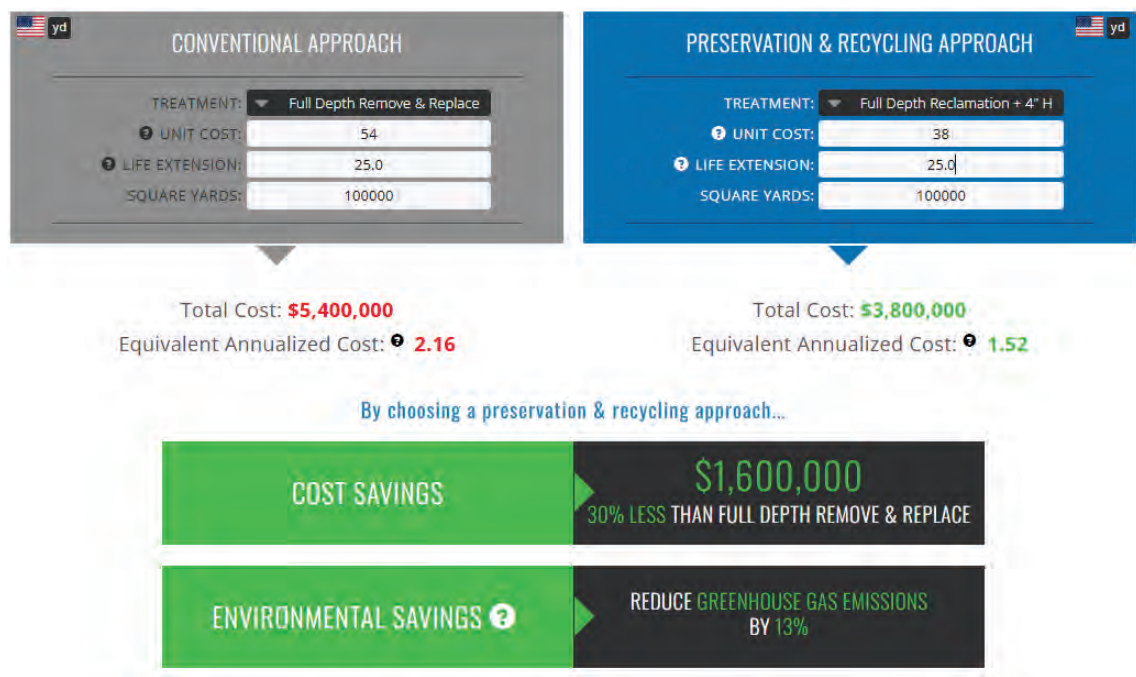 yd
CONVENTIONAL APPROACH
TREATMENT: Full Depth Remove & Replace
? UNIT COST: 54
? LIFE EXTENSION: 25.0
SQUARE YARDS: 100000
Total Cost: $5,400,000
Equivalent Annualized Cost: ? 2.16
yd
PRESERVATION & RECYCLING APPROACH
TREATMENT: Full Depth Reclamation + 4" H
? UNIT COST: 38
? LIFE EXTENSION: 25.0
SQUARE YARDS: 100000
Total Cost: $3,800,000
Equivalent Annualized Cost: ? 1.52
By choosing a preservation & recycling approach...
COST SAVINGS
$1,600,000
30% LESS THAN FULL DEPTH REMOVE & REPLACE
ENVIRONMENTAL SAVINGS ?
REDUCE GREENHOUSE GAS EMISSIONS
BY 13%